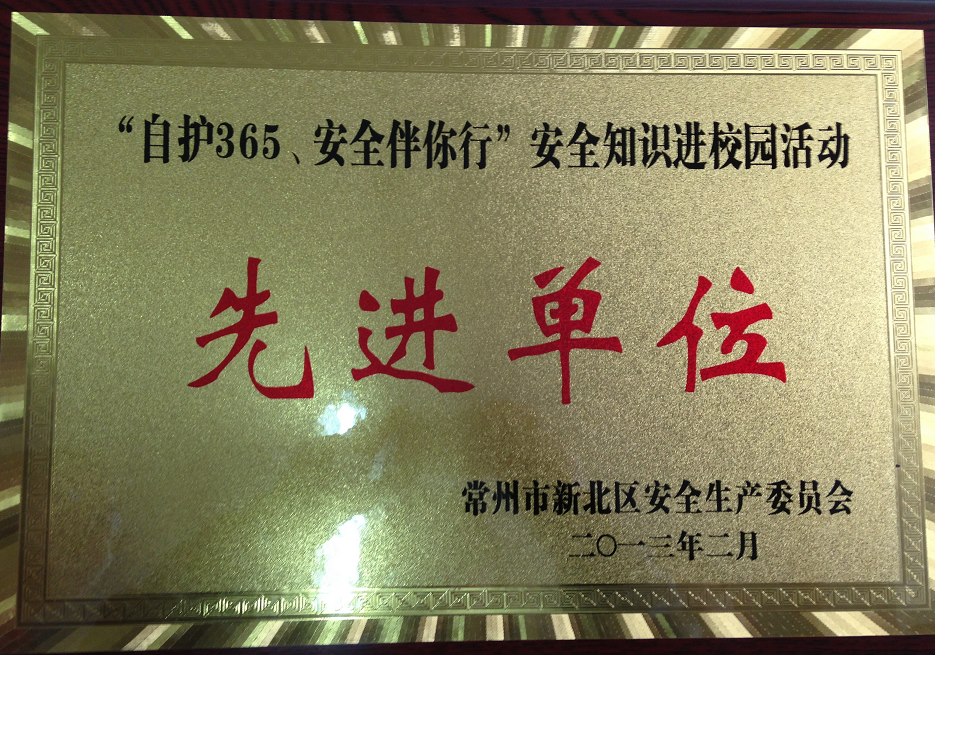 “自护365、安全伴你行”安全知识进校园活动
先进单位
常州市新北区安全生产委员会
二〇一三年二月